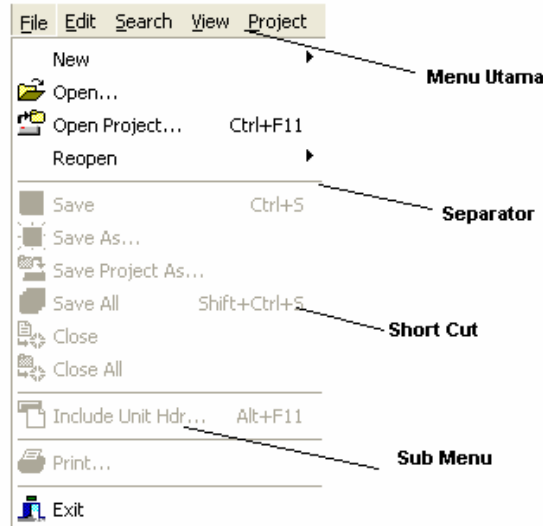 File Edit Search View Project
New
Menu Utama
Open...
Open Project... Ctrl+F11
Reopen
Save Ctrl+S
Separator
Save As...
Save Project As...
Save All Shift+Ctrl+S
Short Cut
Close
Close All
Include Unit Hdr... Alt+F11
Print...
Sub Menu
Exit